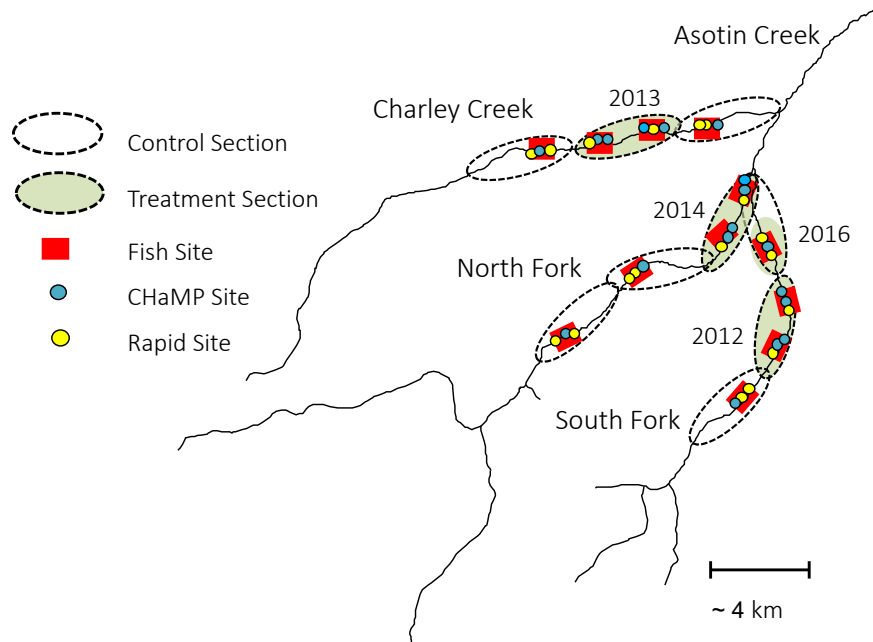 Asotin Creek
2013
Charley Creek
Control Section
Treatment Section
2014
2016
Fish Site
North Fork
CHaMP Site
2012
Rapid Site
South Fork
~ 4 km